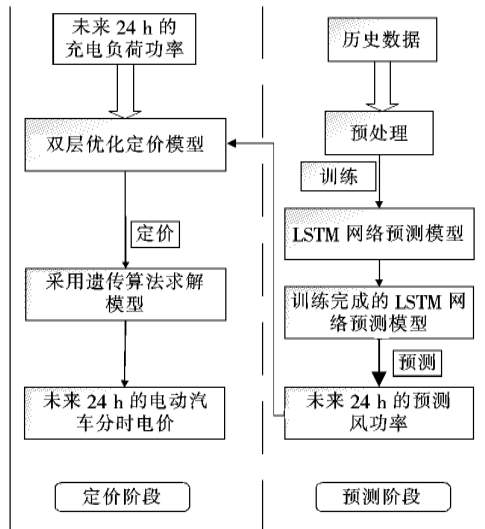 未来 24 h 的
充电负荷功率
双层优化定价模型
定价
采用遗传算法求解
模型
未来 24 h 的电动汽
车分时电价
定价阶段
历史数据
预处理
训练
LSTM 网络预测模型
训练完成的 LSTM 网
络预测模型
预测
未来 24 h 的预测
风功率
预测阶段